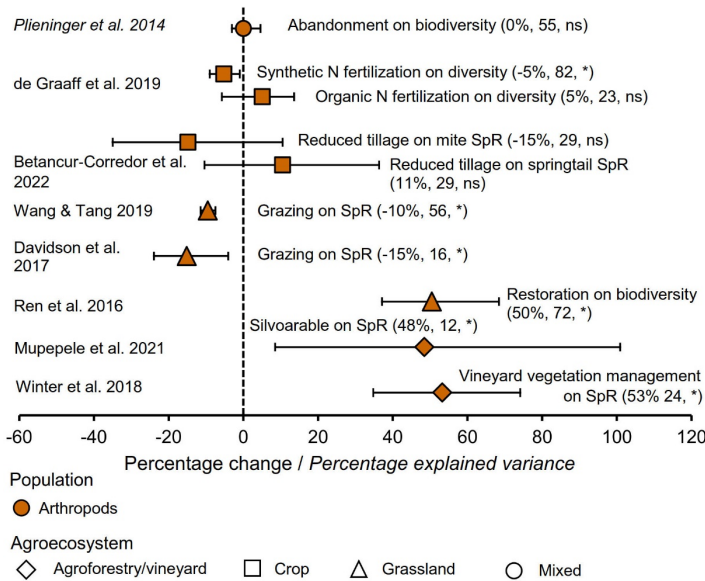 Plieninger et al. 2014
Abandonment on biodiversity (0%, 55, ns)
de Graaff et al. 2019
Synthetic N fertilization on diversity (-5%, 82, *)
Organic N fertilization on diversity (5%, 23, ns)
Reduced tillage on mite SpR (-15%, 29, ns)
Betancur-Corredor et al.
2022
Reduced tillage on springtail SpR
(11%, 29, ns)
Wang & Tang 2019
Grazing on SpR (-10%, 56, *)
Davidson et al.
2017
Grazing on SpR (-15%, 16, *)
Ren et al. 2016
Restoration on biodiversity
(50%, 72, *)
Silvoarable on SpR (48%, 12, *)
Mupepele et al. 2021
Winter et al. 2018
Vineyard vegetation management
on SpR (53% 24, *)
-60 -40 -20 0 20 40 60 80 100 120
Percentage change / Percentage explained variance
Population
Arthropods
Agroecosystem
Agroforestry/vineyard Crop Grassland Mixed